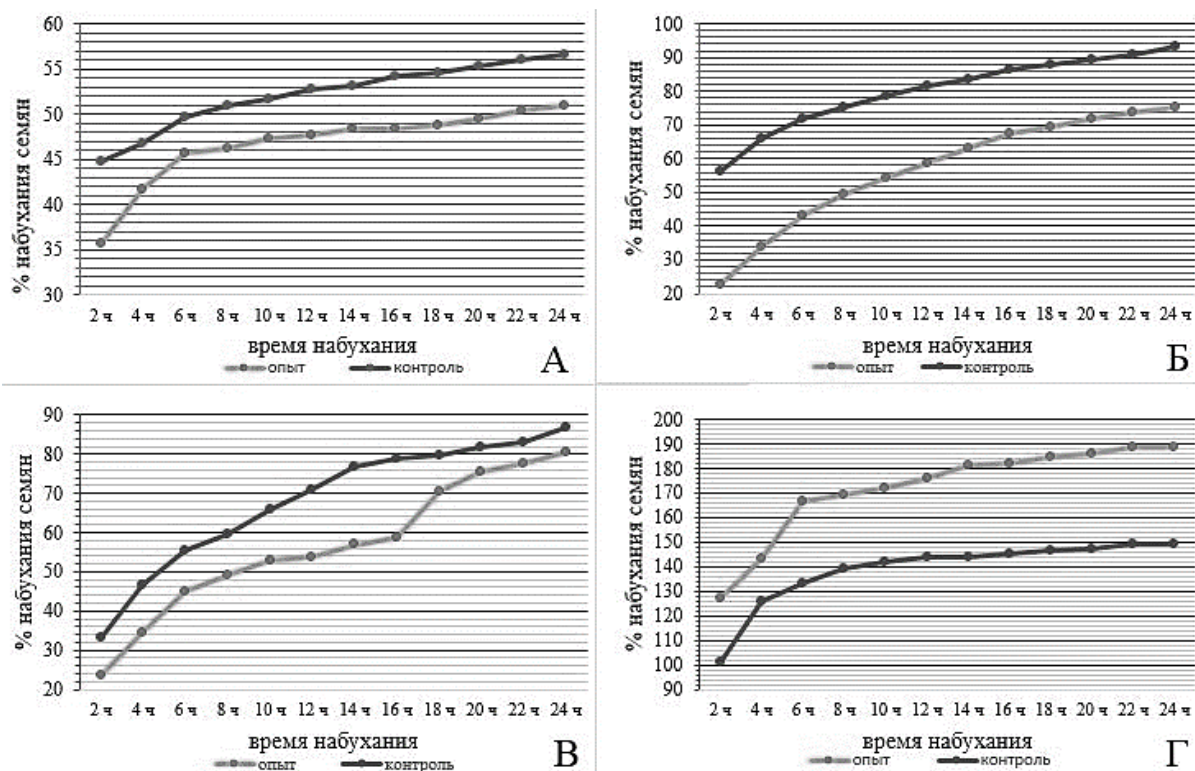 % набухания семян
60
55
50
45
40
35
30
2 ч 4 ч 6 ч 8 ч 10 ч 12 ч 14 ч 16 ч 18 ч 20 ч 22 ч 24 ч
время набухания
опыт контроль
А
% набухания семян
100
90
80
70
60
50
40
30
20
2 ч 4 ч 6 ч 8 ч 10 ч 12 ч 14 ч 16 ч 18 ч 20 ч 22 ч 24 ч
время набухания
опыт контроль
Б
% набухания семян
90
80
70
60
50
40
30
20
2 ч 4 ч 6 ч 8 ч 10 ч 12 ч 14 ч 16 ч 18 ч 20 ч 22 ч 24 ч
время набухания
опыт контроль
В
% набухания семян
200
190
180
170
160
150
140
130
120
110
100
90
2 ч 4 ч 6 ч 8 ч 10 ч 12 ч 14 ч 16 ч 18 ч 20 ч 22 ч 24 ч
время набухания
опыт контроль
Г